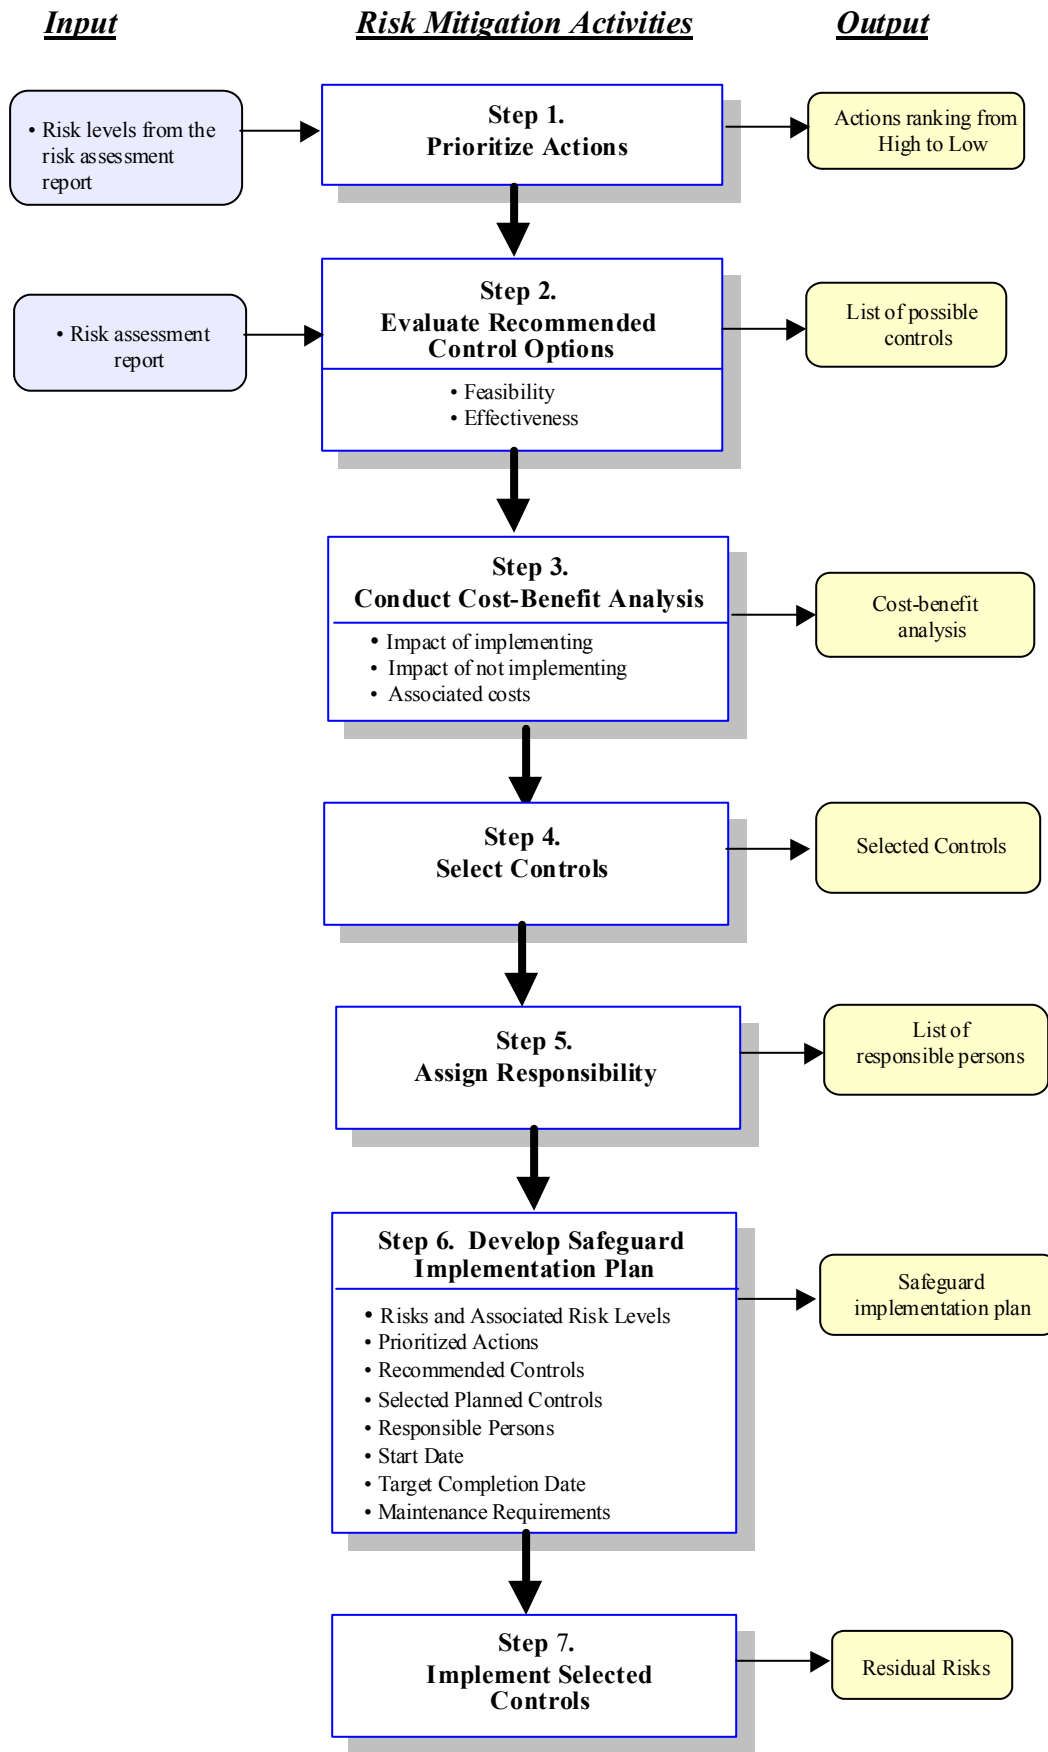 Input
Risk Mitigation Activities
Output
• Risk levels from the
risk assessment
report
Step 1.
Prioritize Actions
Actions ranking from
High to Low
• Risk assessment
report
Step 2.
Evaluate Recommended
Control Options
• Feasibility
• Effectiveness
List of possible
controls
Step 3.
Conduct Cost-Benefit Analysis
• Impact of implementing
• Impact of not implementing
• Associated costs
Cost-benefit
analysis
Step 4.
Select Controls
Selected Controls
Step 5.
Assign Responsibility
List of
responsible persons
Step 6. Develop Safeguard
Implementation Plan
• Risks and Associated Risk Levels
• Prioritized Actions
• Recommended Controls
• Selected Planned Controls
• Responsible Persons
• Start Date
• Target Completion Date
• Maintenance Requirements
Safeguard
implementation plan
Step 7.
Implement Selected
Controls
Residual Risks